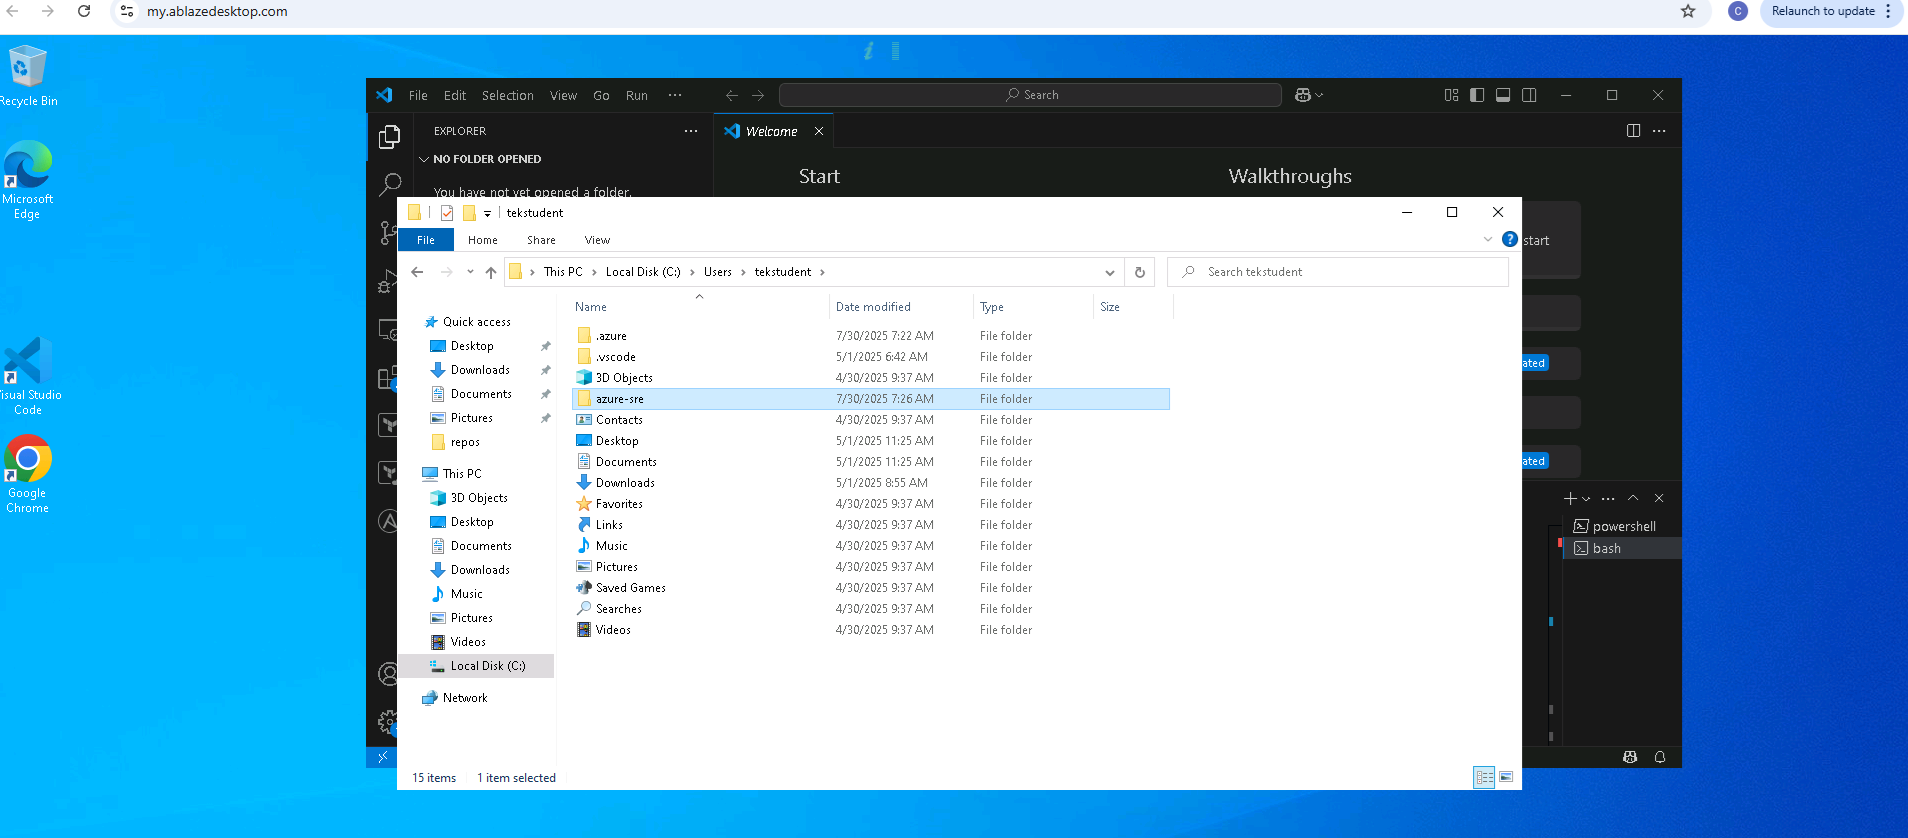 my.ablazedesktop.com
Relaunch to update
Recycle Bin
Microsoft
Edge
Visual Studio
Code
Google
Chrome
File Edit Selection View Go Run ··· Search
EXPLORER ···
Welcome
NO FOLDER OPENED
You have not yet opened a folder.
Start
Walkthroughs
start
ated
ated
powershell
bash
tekstudent
File Home Share View
This PC > Local Disk (C:) > Users > tekstudent >
Search tekstudent
Quick access
Desktop
Downloads
Documents
Pictures
repos
This PC
3D Objects
Desktop
Documents
Downloads
Music
Pictures
Videos
Local Disk (C:)
Network
Name Date modified Type Size
.azure 7/30/2025 7:22 AM File folder
.vscode 5/1/2025 6:42 AM File folder
3D Objects 4/30/2025 9:37 AM File folder
azure-sre 7/30/2025 7:26 AM File folder
Contacts 4/30/2025 9:37 AM File folder
Desktop 5/1/2025 11:25 AM File folder
Documents 5/1/2025 11:25 AM File folder
Downloads 5/1/2025 8:55 AM File folder
Favorites 4/30/2025 9:37 AM File folder
Links 4/30/2025 9:37 AM File folder
Music 4/30/2025 9:37 AM File folder
Pictures 4/30/2025 9:37 AM File folder
Saved Games 4/30/2025 9:37 AM File folder
Searches 4/30/2025 9:37 AM File folder
Videos 4/30/2025 9:37 AM File folder
15 items 1 item selected